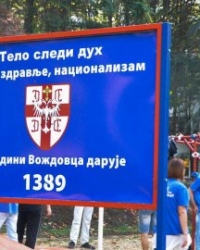 Тело следи дух
здравље, национализам
дини Вождовца дарује
1389